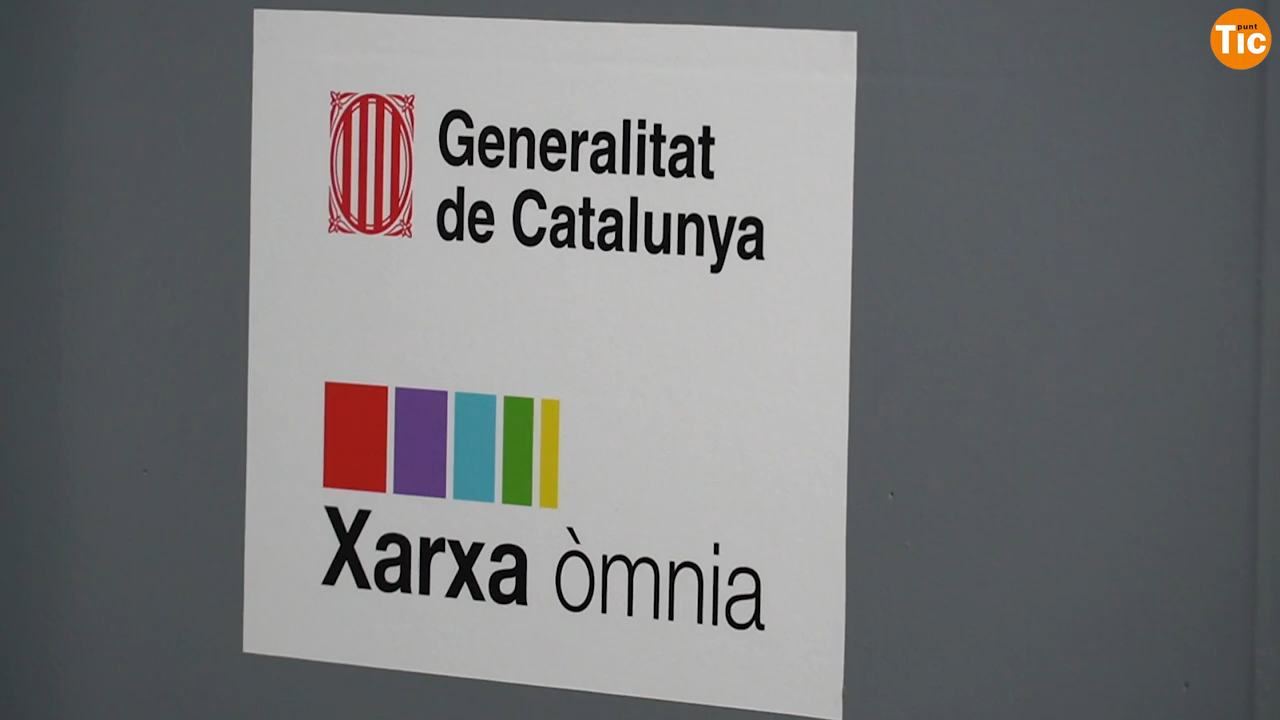 punt
Tic
Generalitat
de Catalunya
Xarxa òmnia